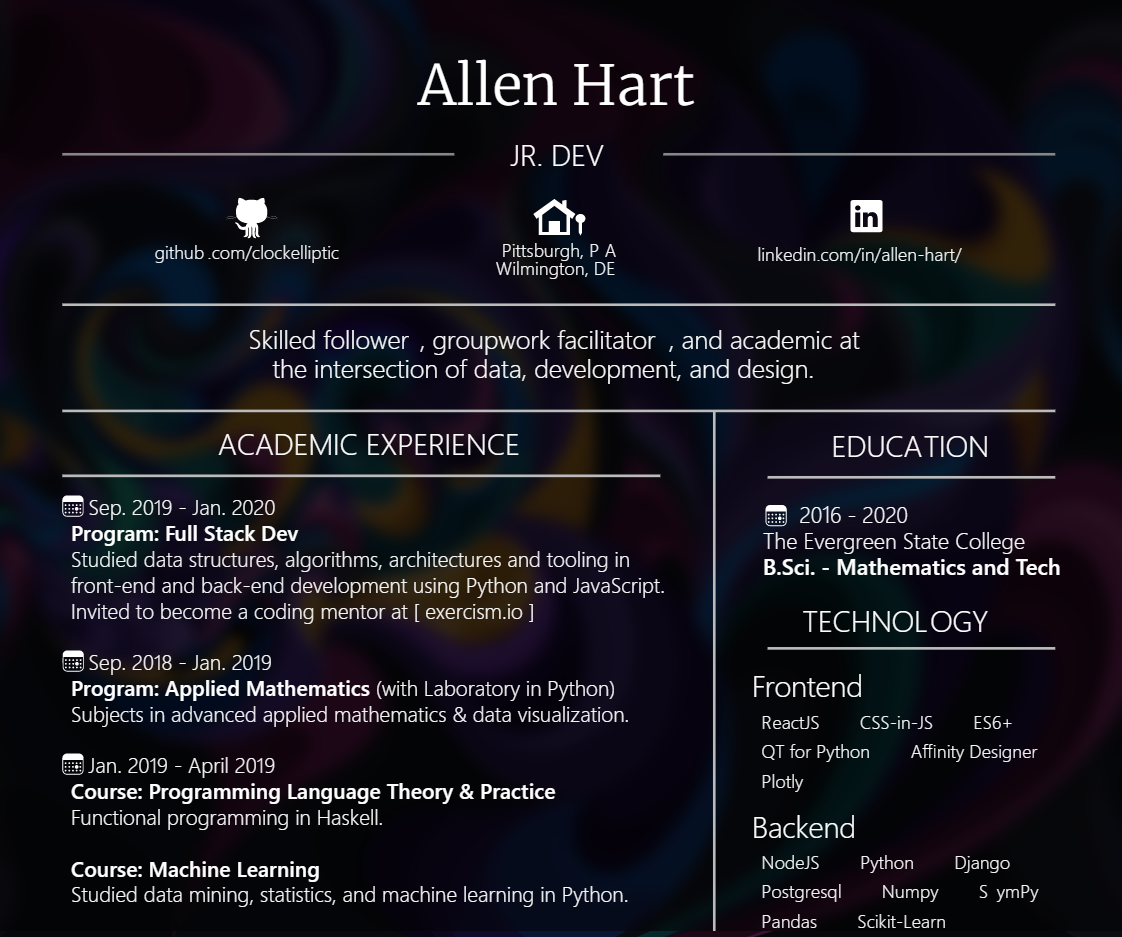 Allen Hart
JR. DEV
github .com/clockelliptic
Pittsburgh, P A
Wilmington, DE
linkedin.com/in/allen-hart/
Skilled follower , groupwork facilitator , and academic at
the intersection of data, development, and design.
ACADEMIC EXPERIENCE
Sep. 2019 - Jan. 2020
Program: Full Stack Dev
Studied data structures, algorithms, architectures and tooling in
front-end and back-end development using Python and JavaScript.
Invited to become a coding mentor at [ exercism.io ]
Sep. 2018 - Jan. 2019
Program: Applied Mathematics (with Laboratory in Python)
Subjects in advanced applied mathematics & data visualization.
Jan. 2019 - April 2019
Course: Programming Language Theory & Practice
Functional programming in Haskell.
Course: Machine Learning
Studied data mining, statistics, and machine learning in Python.
EDUCATION
2016 - 2020
The Evergreen State College
B.Sci. - Mathematics and Tech
TECHNOLOGY
Frontend
ReactJS CSS-in-JS ES6+
QT for Python Affinity Designer
Plotly
Backend
NodeJS Python Django
Postgresql Numpy S ymPy
Pandas Scikit-Learn